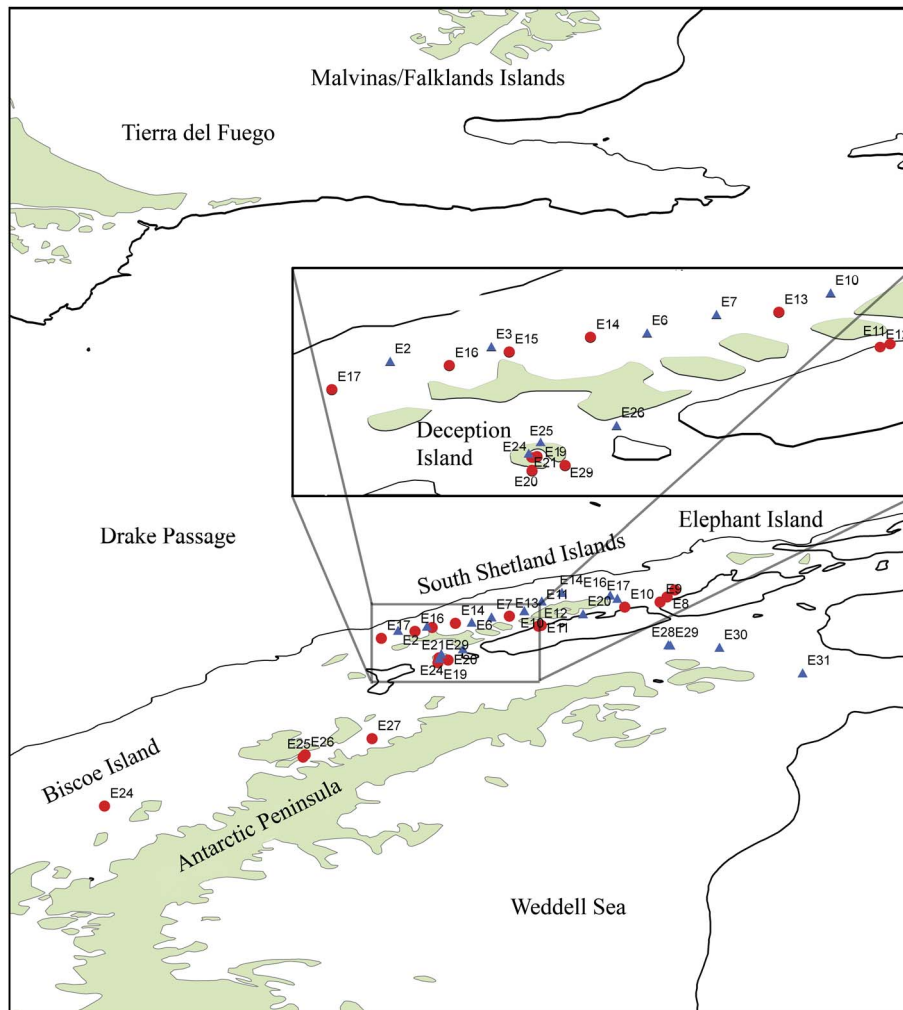 Malvinas/Falklands Islands
Tierra del Fuego
E10
E13
E7
E6
E14
E3
E15
E11
E2
E16
E17
E26
Deception
Island
E25
E24
E19
E21
E29
E20
Elephant Island
Drake Passage
South Shetland Islands
E14
E16
E17
E9
E11
E10
E8
E7
E13
E14
E12
E20
E16
E6
E10
E11
E17
E2
E21
E29
E28
E29
E30
E20
E24
E19
E31
E27
E25
E26
Biscoe Island
E24
Antarctic Peninsula
Weddell Sea